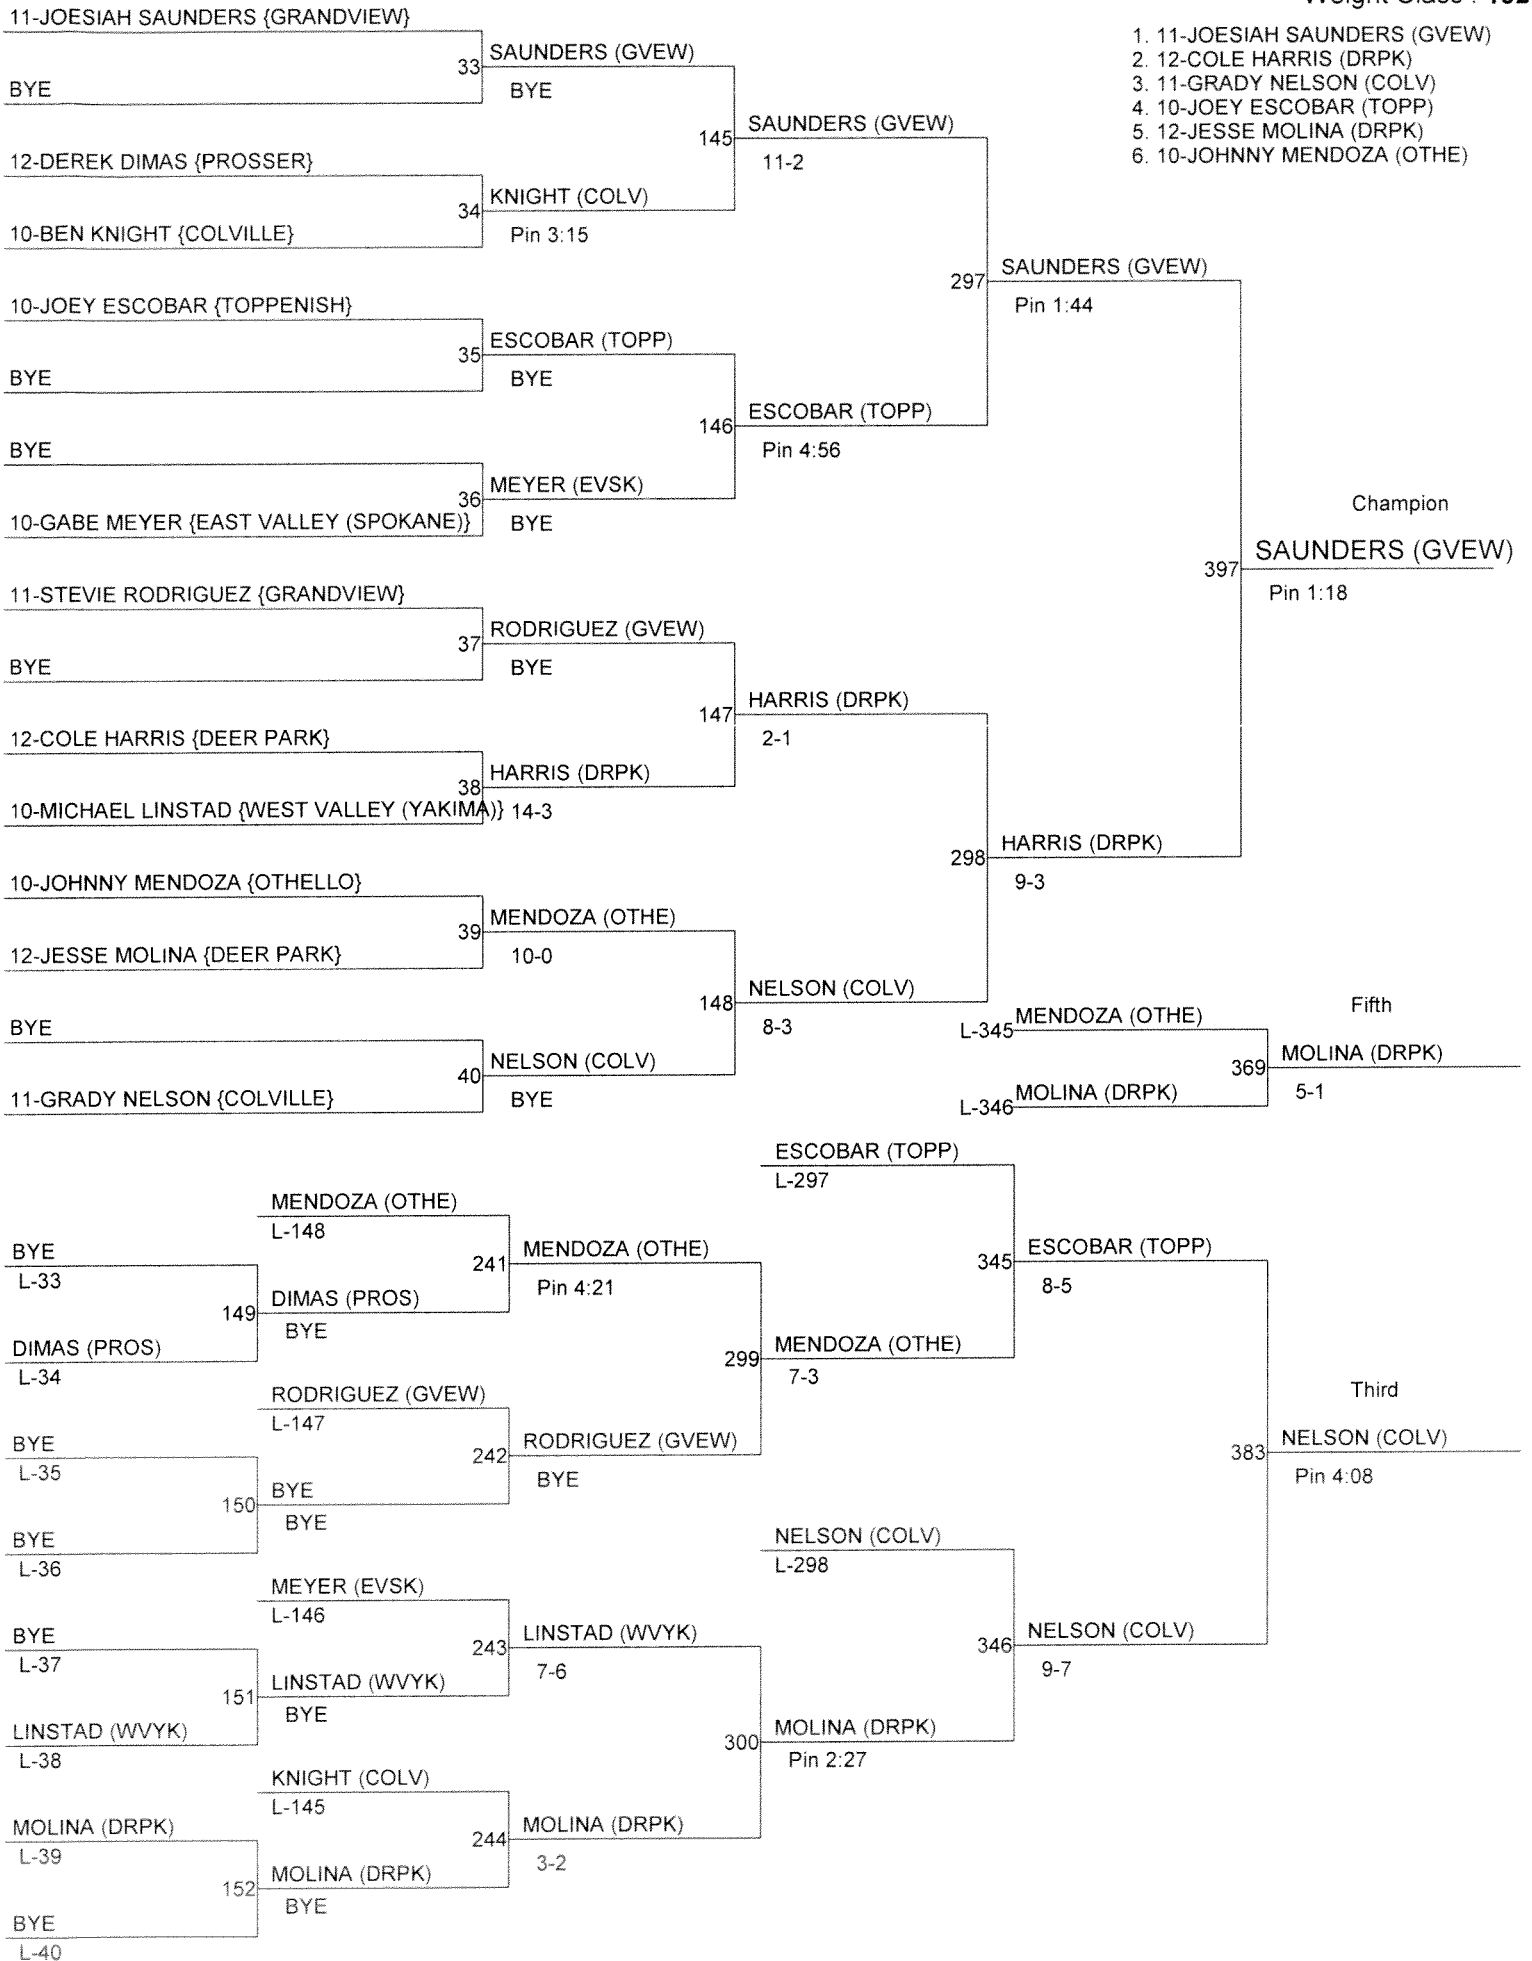 11-JOESIAH SAUNDERS {GRANDVIEW}
33
SAUNDERS (GVEW)
BYE
BYE
12-DEREK DIMAS {PROSSER}
34
KNIGHT (COLV)
Pin 3:15
10-BEN KNIGHT {COLVILLE}
145
SAUNDERS (GVEW)
11-2
10-JOEY ESCOBAR {TOPPENISH}
35
ESCOBAR (TOPP)
BYE
BYE
BYE
36
MEYER (EVSK)
BYE
10-GABE MEYER {EAST VALLEY (SPOKANE)}
146
ESCOBAR (TOPP)
Pin 4:56
297
SAUNDERS (GVEW)
Pin 1:44
11-STEVIE RODRIGUEZ {GRANDVIEW}
37
RODRIGUEZ (GVEW)
BYE
BYE
12-COLE HARRIS {DEER PARK}
38
HARRIS (DRPK)
14-3
10-MICHAEL LINSTAD {WEST VALLEY (YAKIMA)}
147
HARRIS (DRPK)
2-1
10-JOHNNY MENDOZA {OTHELLO}
39
MENDOZA (OTHE)
10-0
12-JESSE MOLINA {DEER PARK}
BYE
40
NELSON (COLV)
BYE
11-GRADY NELSON {COLVILLE}
148
NELSON (COLV)
8-3
298
HARRIS (DRPK)
9-3
Champion
397
SAUNDERS (GVEW)
Pin 1:18
1. 11-JOESIAH SAUNDERS (GVEW)
2. 12-COLE HARRIS (DRPK)
3. 11-GRADY NELSON (COLV)
4. 10-JOEY ESCOBAR (TOPP)
5. 12-JESSE MOLINA (DRPK)
6. 10-JOHNNY MENDOZA (OTHE)
Fifth
L-345
MENDOZA (OTHE)
L-346
MOLINA (DRPK)
369
MOLINA (DRPK)
5-1
BYE
L-33
DIMAS (PROS)
L-34
149
DIMAS (PROS)
BYE
MENDOZA (OTHE)
L-148
241
MENDOZA (OTHE)
Pin 4:21
BYE
L-35
BYE
L-36
150
BYE
BYE
RODRIGUEZ (GVEW)
L-147
242
RODRIGUEZ (GVEW)
BYE
299
MENDOZA (OTHE)
7-3
ESCOBAR (TOPP)
L-297
345
ESCOBAR (TOPP)
8-5
BYE
L-37
LINSTAD (WVYK)
L-38
151
LINSTAD (WVYK)
BYE
MEYER (EVSK)
L-146
243
LINSTAD (WVYK)
7-6
MOLINA (DRPK)
L-39
BYE
L-40
152
MOLINA (DRPK)
BYE
KNIGHT (COLV)
L-145
244
MOLINA (DRPK)
3-2
300
MOLINA (DRPK)
Pin 2:27
NELSON (COLV)
L-298
346
NELSON (COLV)
9-7
Third
383
NELSON (COLV)
Pin 4:08